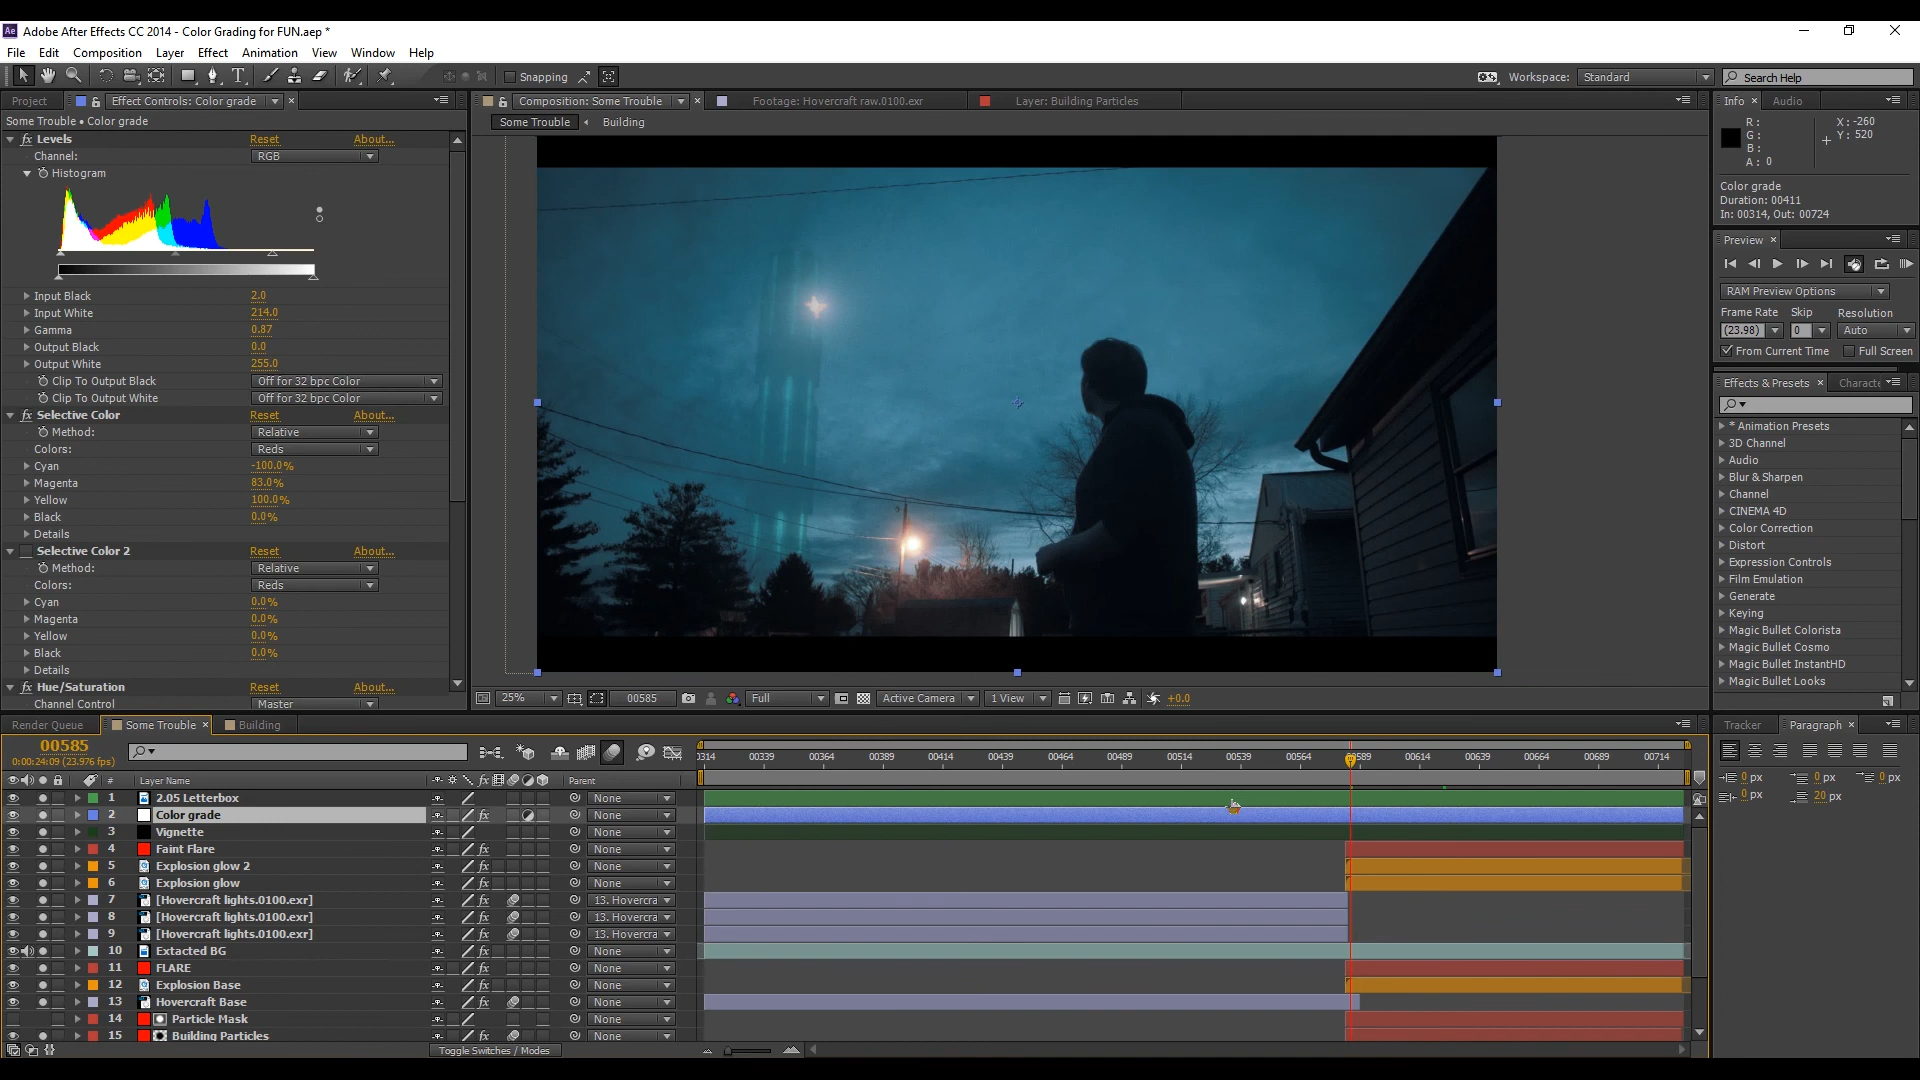 Adobe After Effects CC 2014 - Color Grading for FUN.aep *
File Edit Composition Layer Effect Animation View Window Help
Snapping
Workspace: Standard
Search Help
Project
Effect Controls: Color grade
Some Trouble • Color grade
fx Levels Reset About...
Channel: RGB
Histogram
Input Black 2.0
Input White 214.0
Gamma 0.87
Output Black 0.0
Output White 255.0
Clip To Output Black Off for 32 bpc Color
Clip To Output White Off for 32 bpc Color
fx Selective Color Reset About...
Method: Relative
Colors: Reds
Cyan -100.0%
Magenta 83.0%
Yellow 100.0%
Black 0.0%
Details
Selective Color 2 Reset About...
Method: Relative
Colors: Reds
Cyan 0.0%
Magenta 0.0%
Yellow 0.0%
Black 0.0%
Details
fx Hue/Saturation Reset About...
Channel Control Master
Composition: Some Trouble
Footage: Hovercraft raw.0100.exr
Layer: Building Particles
Some Trouble Building
25% 00585 Full Active Camera 1 View +0.0
Info Audio
R:
G:
B:
A: 0
X: -260
Y: 520
Color grade
Duration: 00411
In: 00314, Out: 00724
Preview
RAM Preview Options
Frame Rate Skip Resolution
(23.98) 0 Auto
From Current Time Full Screen
Effects & Presets Characte
* Animation Presets
3D Channel
Audio
Blur & Sharpen
Channel
CINEMA 4D
Color Correction
Distort
Expression Controls
Film Emulation
Generate
Keying
Magic Bullet Colorista
Magic Bullet Cosmo
Magic Bullet InstantHD
Magic Bullet Looks
Render Queue Some Trouble Building
00585
0:00:24:09 (23.976 fps)
0314 00339 00364 00389 00414 00439 00464 00489 00514 00539 00564 00589 00614 00639 00664 00689 00714
# Layer Name fx Parent
1 2.05 Letterbox None
2 Color grade fx None
3 Vignette None
4 Faint Flare fx None
5 Explosion glow 2 fx None
6 Explosion glow fx None
7 [Hovercraft lights.0100.exr] fx 13. Hovercra
8 [Hovercraft lights.0100.exr] fx 13. Hovercra
9 [Hovercraft lights.0100.exr] fx 13. Hovercra
10 Extacted BG fx None
11 FLARE fx None
12 Explosion Base fx None
13 Hovercraft Base fx None
14 Particle Mask None
15 Building Particles fx None
Toggle Switches / Modes
Tracker Paragraph
0 px 0 px 0 px
0 px 20 px